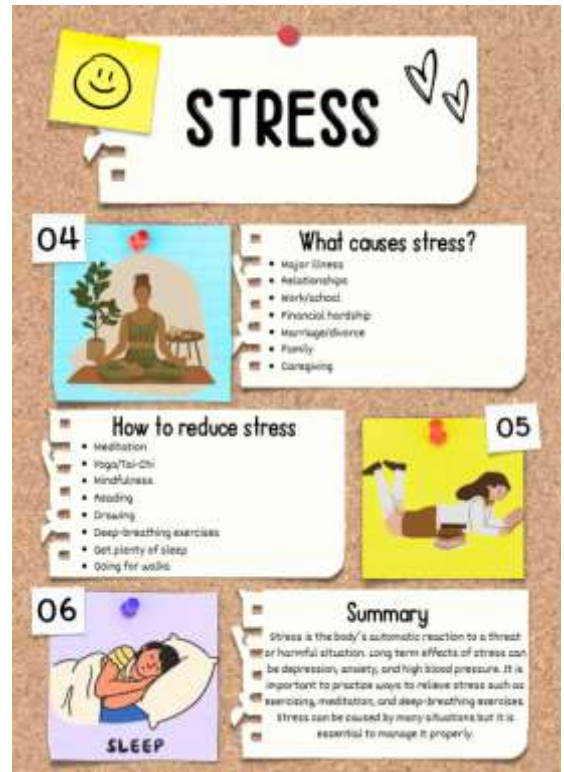 STRESS
04
What causes stress?
• Major illness
• Relationships
• Work/school
• Financial hardship
• Marriage/divorce
• Family
• Caregiving
How to reduce stress
• Meditation
• Yoga/Tai-Chi
• Mindfulness
• Reading
• Drawing
• Deep-breathing exercises
• Get plenty of sleep
• Going for walks
05
06
SLEEP
Summary
Stress is the body's automatic reaction to a threat
or harmful situation. Long term effects of stress can
be depression, anxiety, and high blood pressure. It is
important to practice ways to relieve stress such as
exercising, meditation, and deep-breathing exercises.
Stress can be caused by many situations but it is
essential to manage it properly.